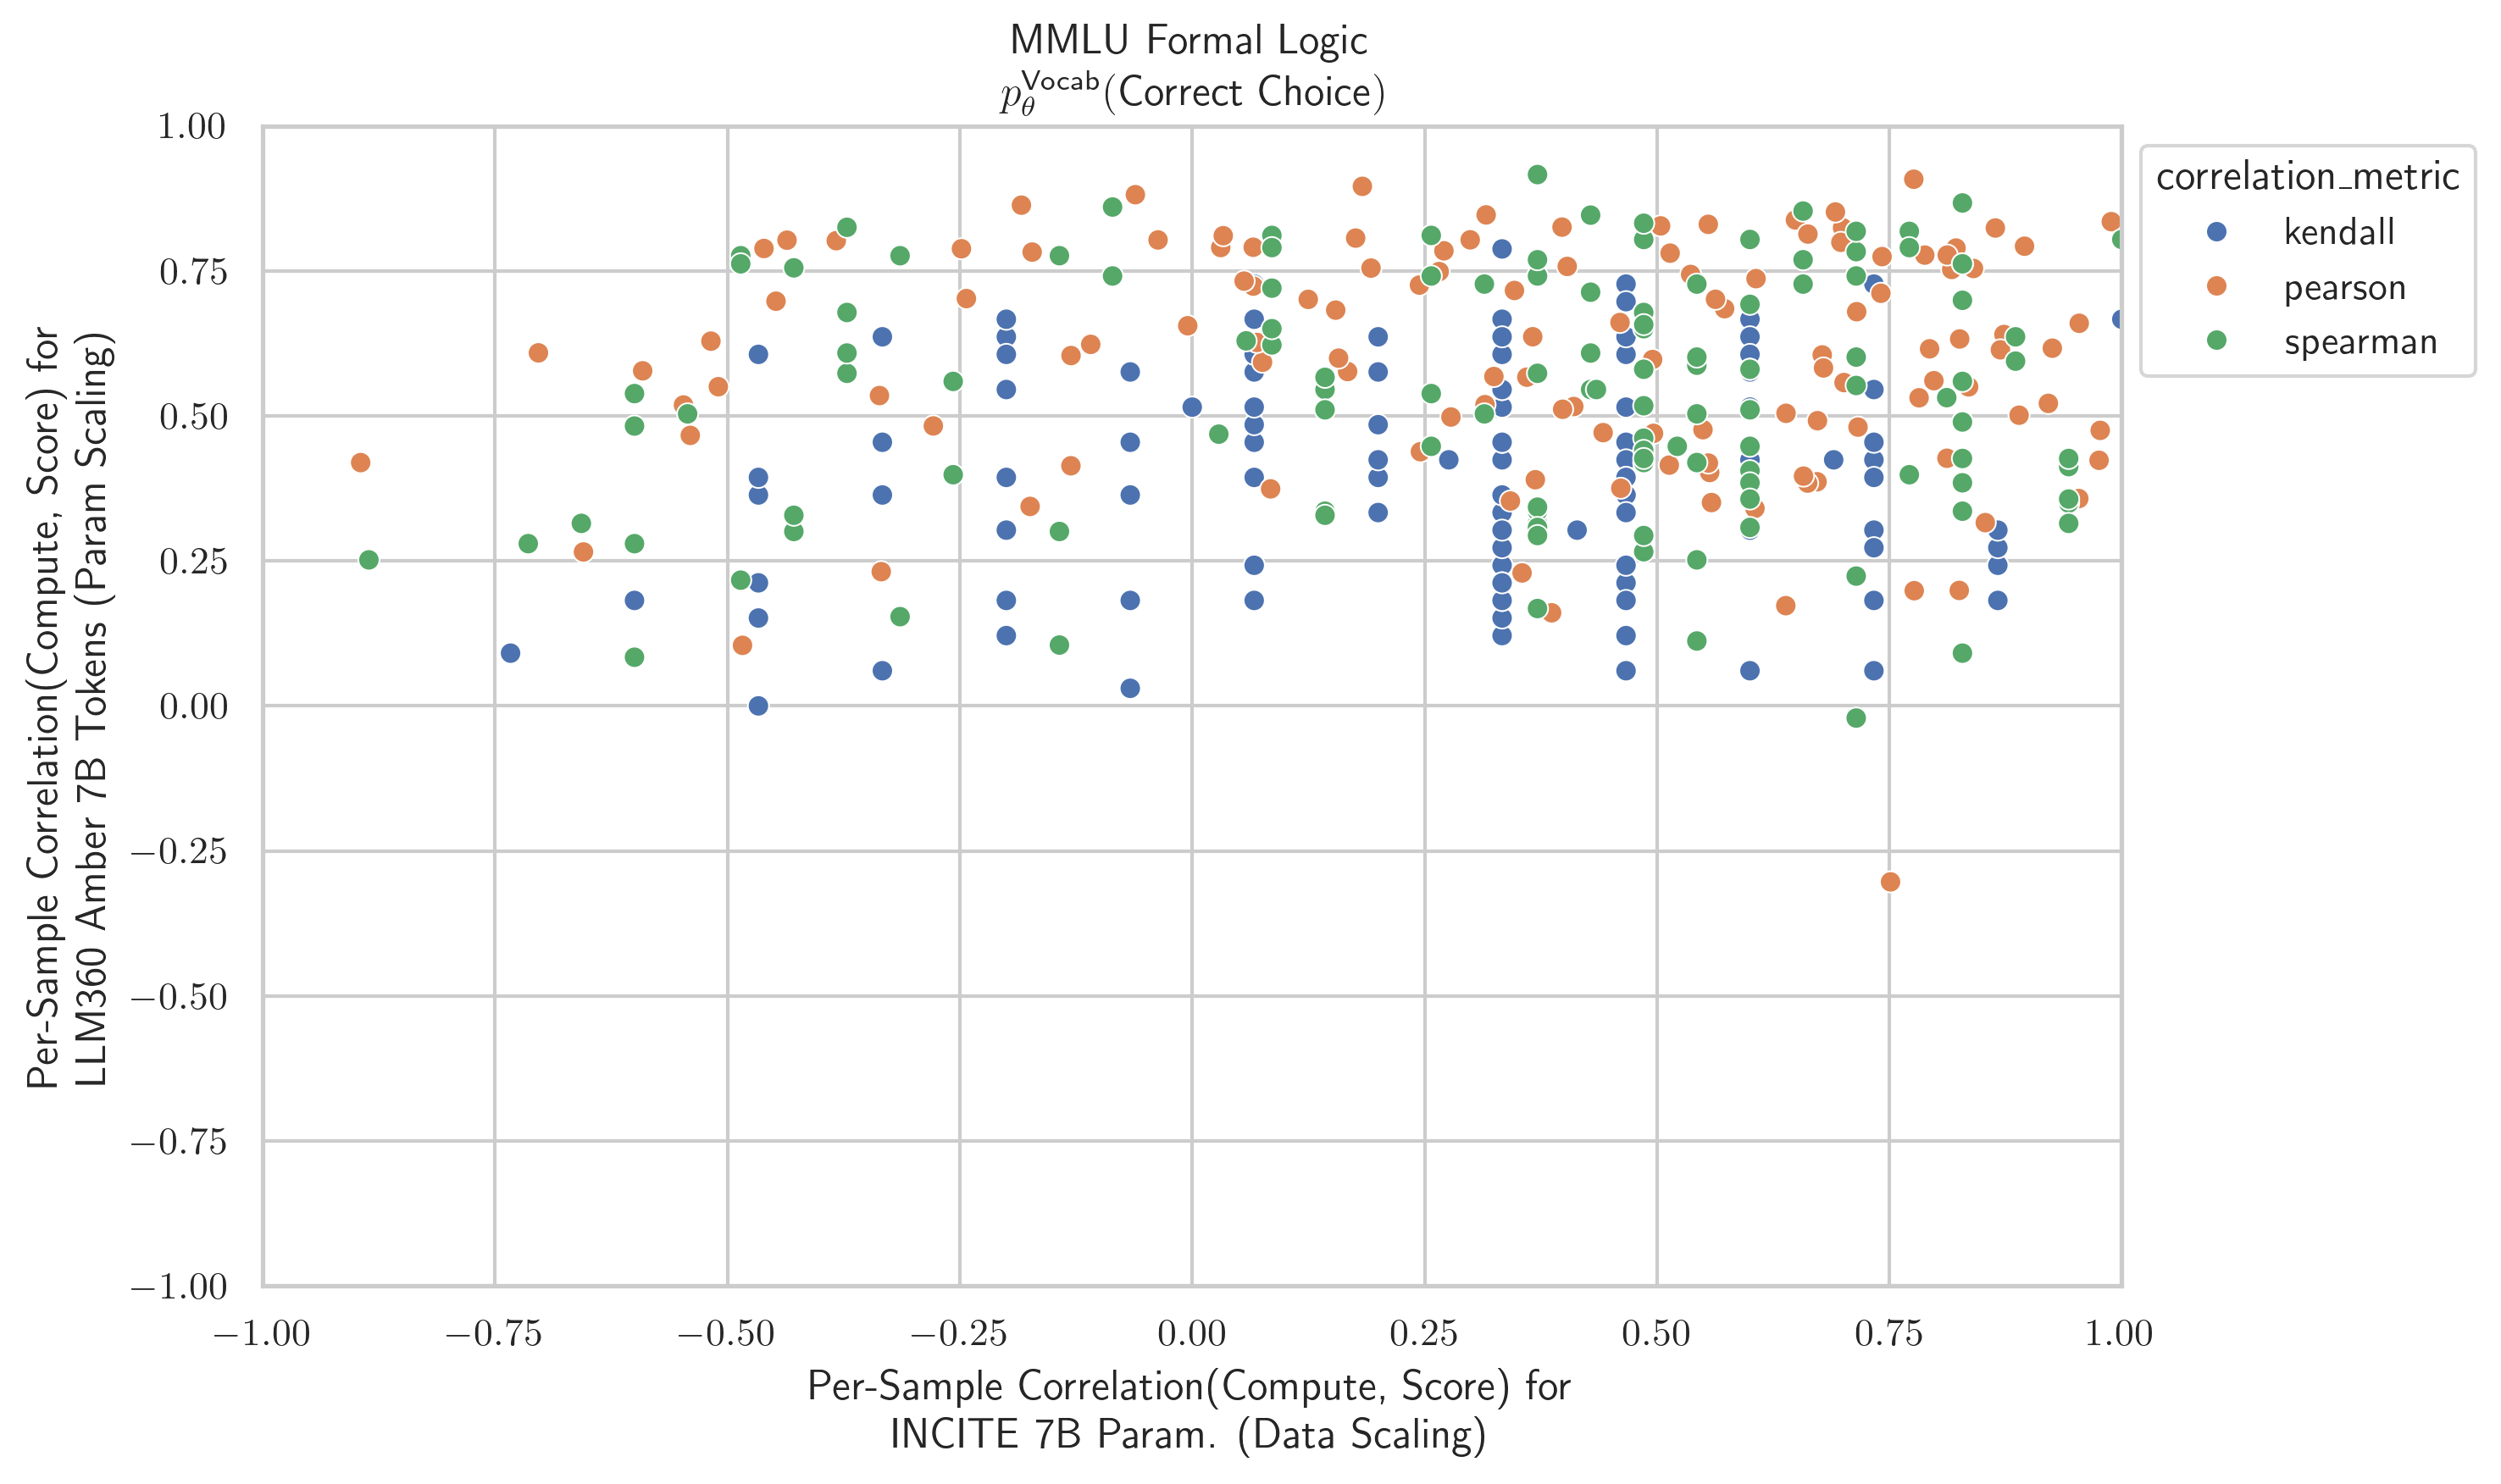 MMLU Formal Logic
p_θ^Vocab(Correct Choice)
1.00
0.75
0.50
0.25
0.00
−0.25
−0.50
−0.75
−1.00
Per-Sample Correlation(Compute, Score) for
LLM360 Amber 7B Tokens (Param Scaling)
−1.00
−0.75
−0.50
−0.25
0.00
0.25
0.50
0.75
1.00
Per-Sample Correlation(Compute, Score) for
INCITE 7B Param. (Data Scaling)
correlation_metric
kendall
pearson
spearman